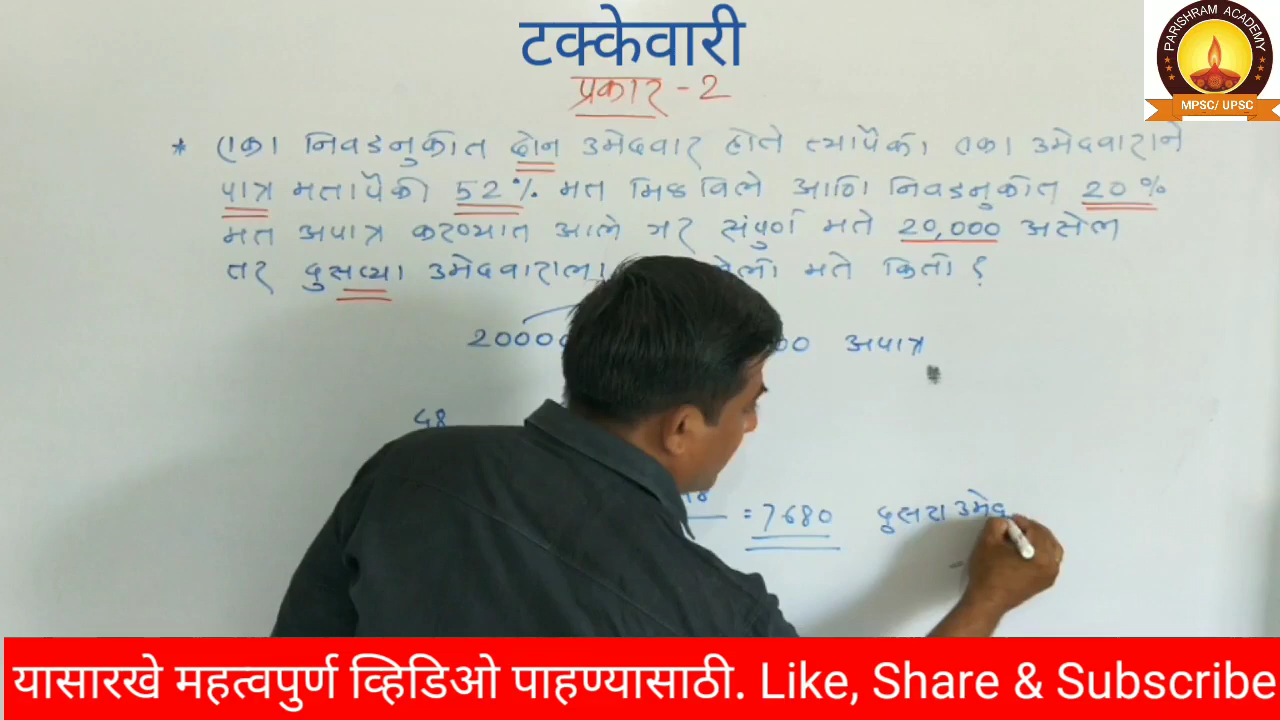 टक्केवारी
प्रकार - 2
PARISHRAM ACADEMY
MPSC/ UPSC
* एका निवडनुकीत दोन उमेदवार होते त्यापैकी एका उमेदवाराने
पात्र मतापैकी 52% मत मिळविले आणि निवडनुकीत 20%
मत अपात्र करण्यात आले जर संपुर्ण मते 20,000 असेल
तर दुसऱ्या उमेदवाराला मते किती ?
2000 अपात्र
= 7680 दूसरा उमेद
यासारखे महत्वपुर्ण व्हिडिओ पाहण्यासाठी. Like, Share & Subscribe